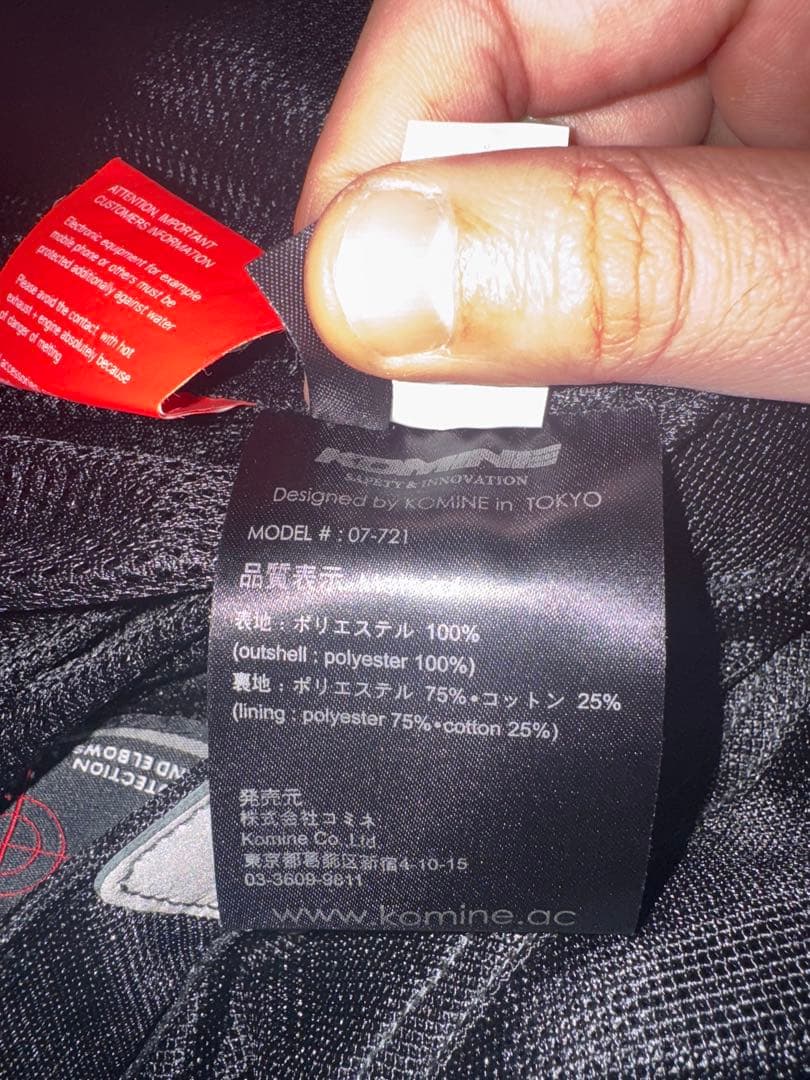 ATTENTION, IMPORTANT
CUSTOMERS INFORMATION
Electronic equipment for example
mobile phone or others must be
protected additionally against water
Please avoid the contact with hot
exhaust + engine absolutely because
of danger of melting
KOMINE
SAFETY & INNOVATION
Designed by KOMINE in TOKYO
MODEL # : 07-721
品質表示
表地 : ポリエステル 100%
(outshell : polyester 100%)
裏地 : ポリエステル 75%•コットン 25%
(lining : polyester 75%•cotton 25%)
発売元
株式会社コミネ
Komine Co. Ltd
東京都葛飾区新宿4-10-15
03-3609-9811
www.komine.ac